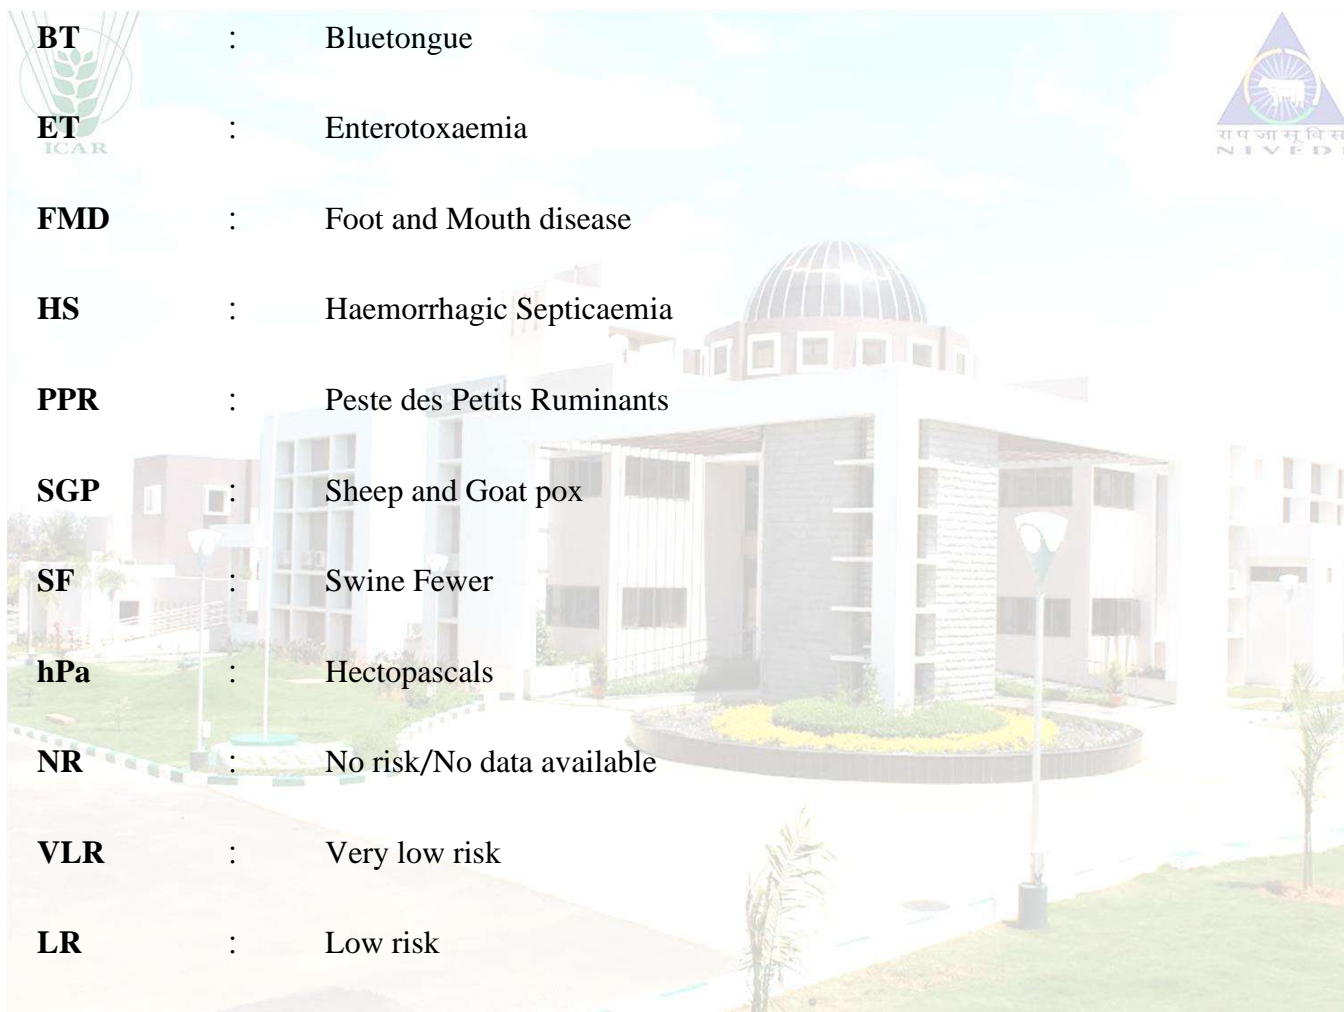 BT : Bluetongue
ET : Enterotoxaemia
ICAR
रा प जा सू वि सं
NIVEDI
FMD : Foot and Mouth disease
HS : Haemorrhagic Septicaemia
PPR : Peste des Petits Ruminants
SGP : Sheep and Goat pox
SF : Swine Fewer
hPa : Hectopascals
NR : No risk/No data available
VLR : Very low risk
LR : Low risk